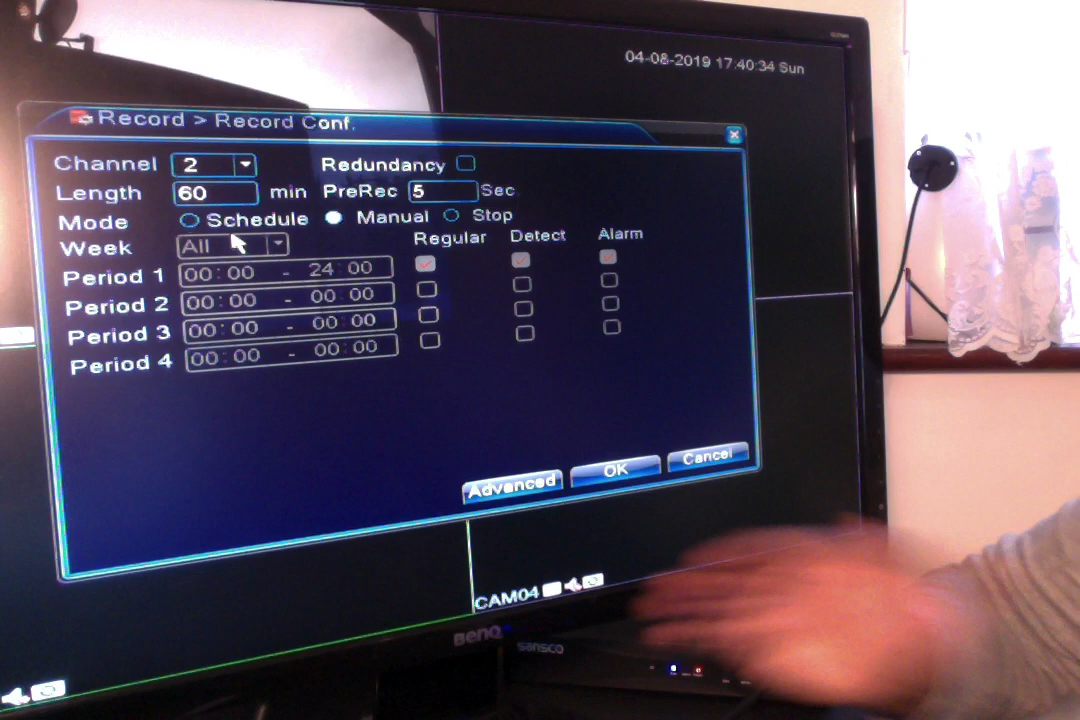 04-08-2019 17:40:34 Sun
Record > Record Conf.
Channel 2 Redundancy
Length 60 min PreRec 5 Sec
Mode Schedule Manual Stop
Week All Regular Detect Alarm
Period 1 00:00 - 24:00
Period 2 00:00 - 00:00
Period 3 00:00 - 00:00
Period 4 00:00 - 00:00
Advanced OK Cancel
CAM04
BenQ
sansco